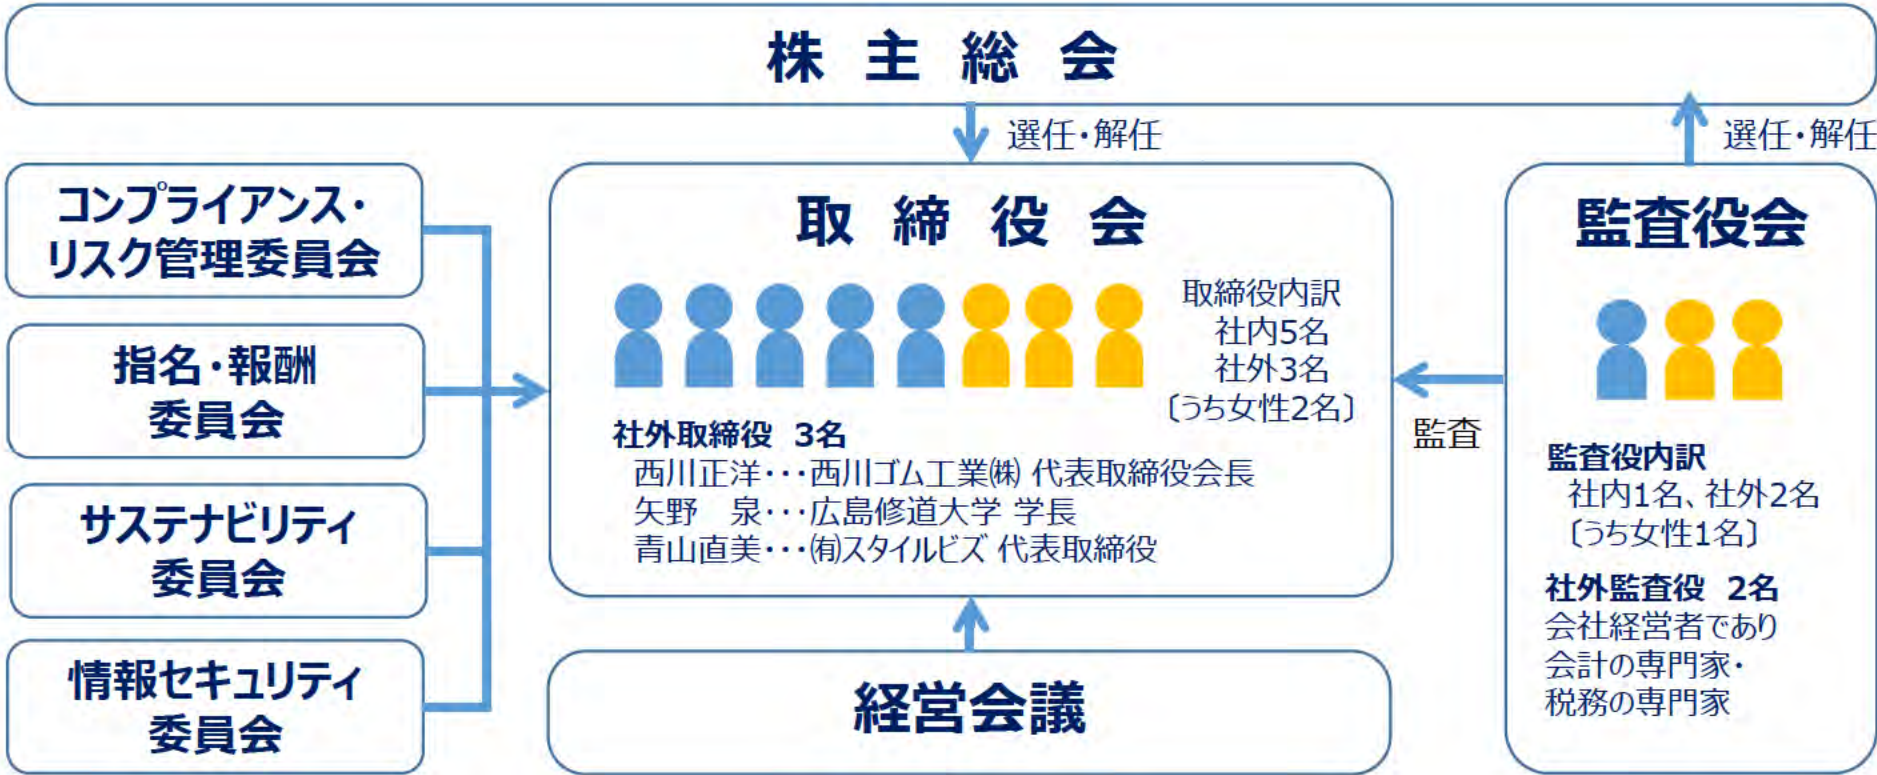 株主総会
選任・解任
選任・解任
コンプライアンス・
リスク管理委員会
指名・報酬
委員会
サステナビリティ
委員会
情報セキュリティ
委員会
取締役会
取締役内訳
社内5名
社外3名
〔うち女性2名〕
社外取締役 3名
西川正洋・・・西川ゴム工業㈱ 代表取締役会長
矢野 泉・・・広島修道大学 学長
青山直美・・・㈲スタイルビズ 代表取締役
経営会議
監査
監査役会
監査役内訳
社内1名、社外2名
〔うち女性1名〕
社外監査役 2名
会社経営者であり
会計の専門家・
税務の専門家